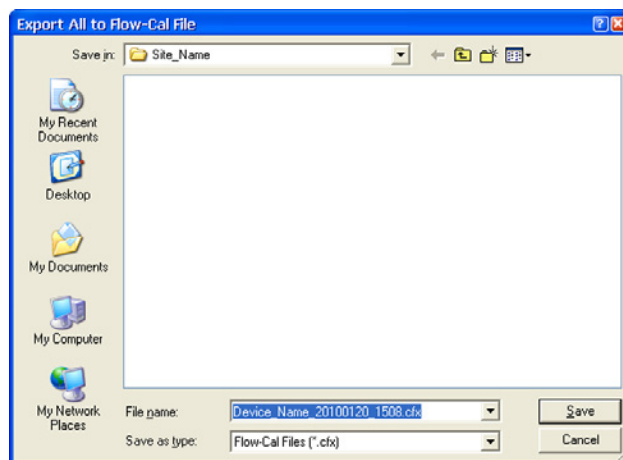 Export All to Flow-Cal File
Save in:
Site_Name
My Recent
Documents
Desktop
My Documents
My Computer
My Network
Places
File name:
Device_Name_20100120_1508.cfx
Save
Save as type:
Flow-Cal Files (*.cfx)
Cancel